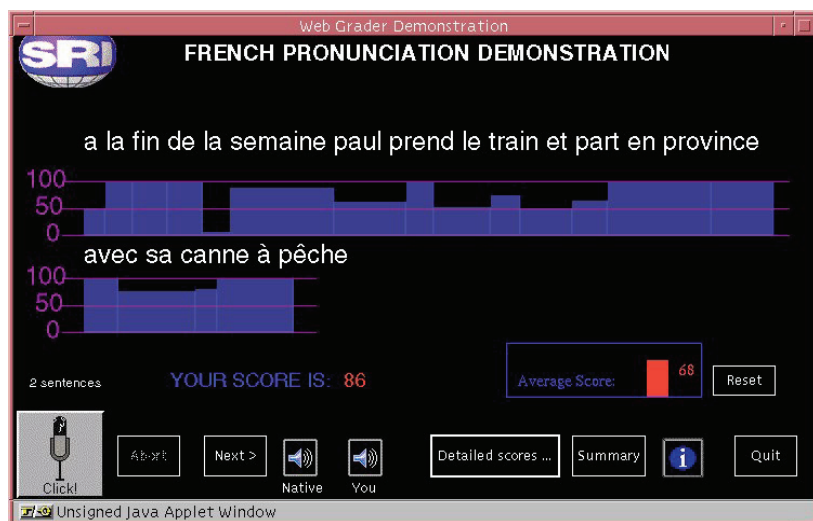 Web Grader Demonstration
SRI
FRENCH PRONUNCIATION DEMONSTRATION
a la fin de la semaine paul prend le train et part en province
100
50
0
avec sa canne à pêche
100
50
0
2 sentences YOUR SCORE IS: 86 Average Score: 68 Reset
Abort Next > Detailed scores ... Summary i Quit
Click! Native You
Unsigned Java Applet Window